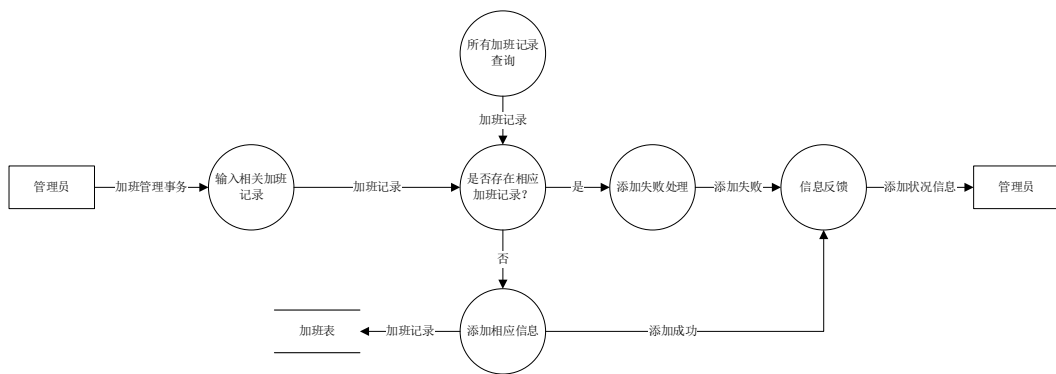 所有加班记录
查询
加班记录
管理员
加班管理事务
输入相关加班
记录
加班记录
是否存在相应
加班记录？
是
添加失败处理
添加失败
信息反馈
添加状况信息
管理员
否
加班表
加班记录
添加相应信息
添加成功